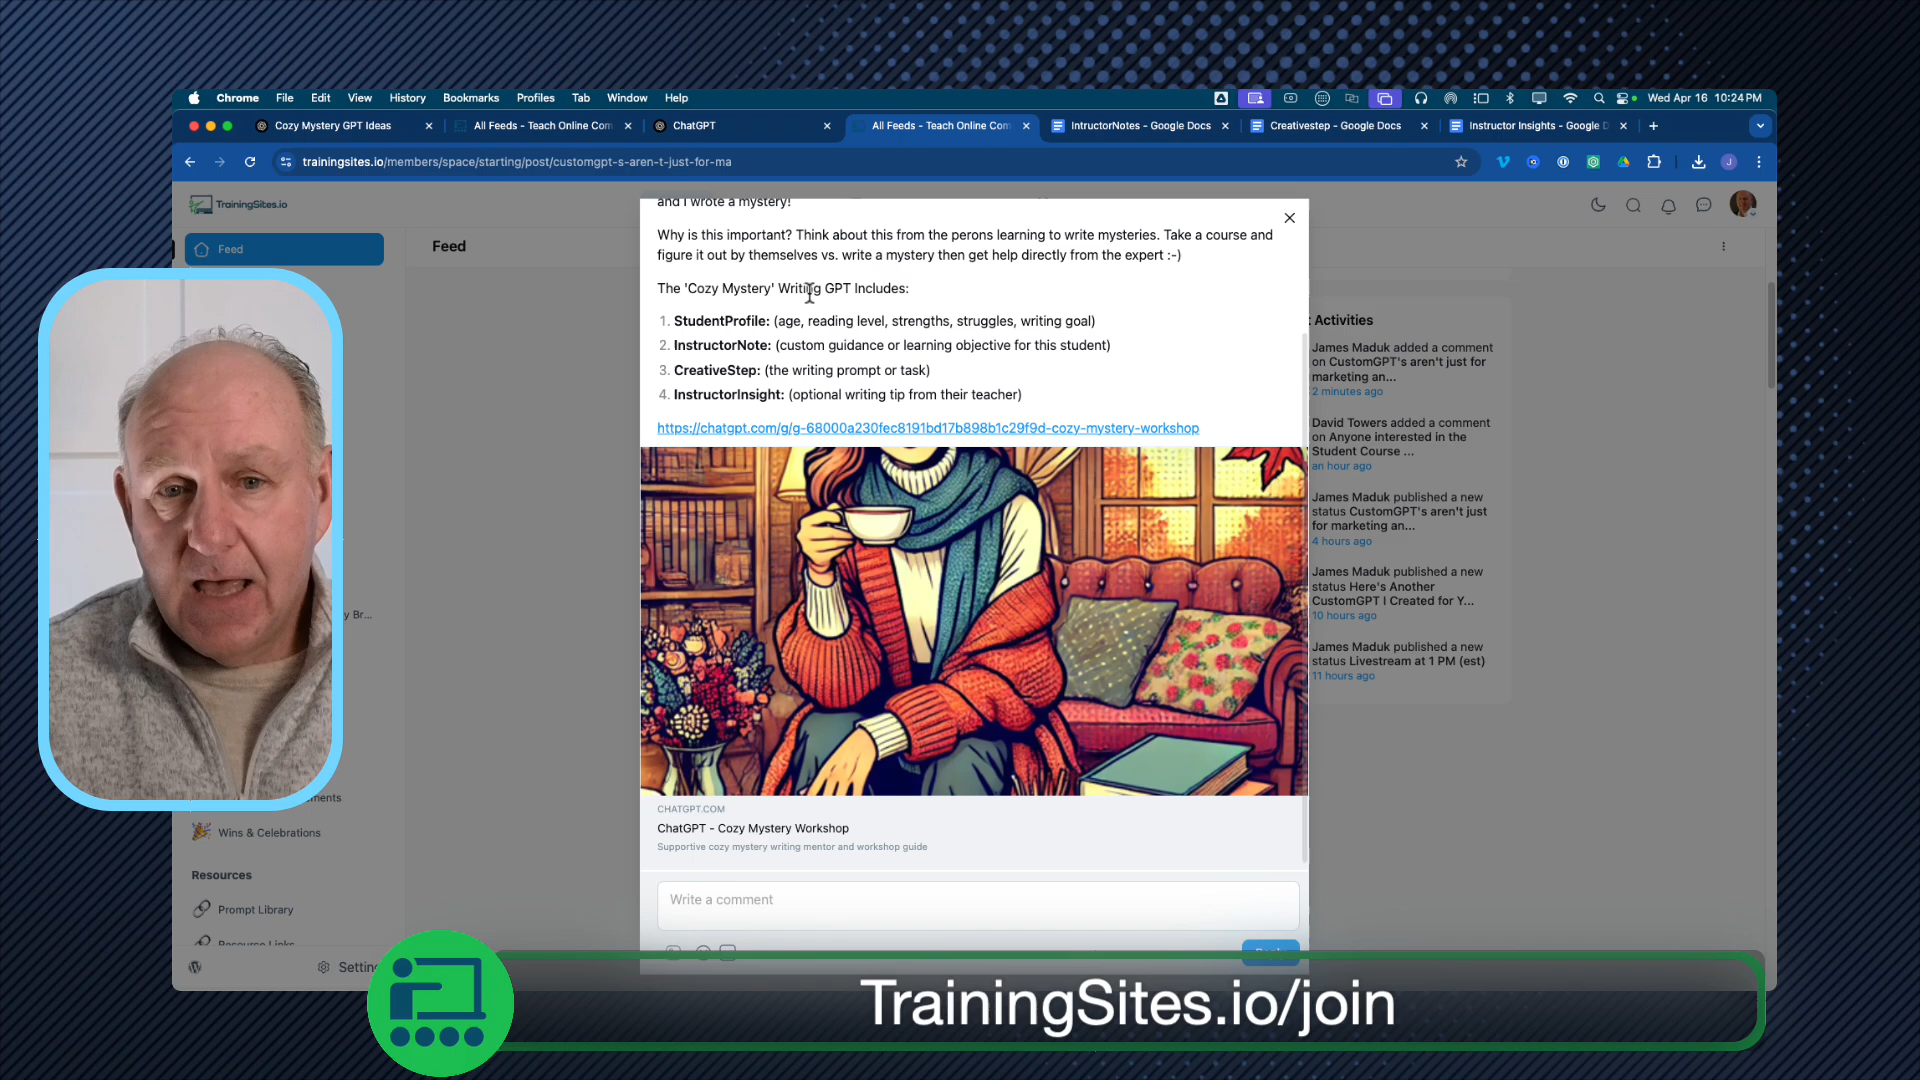 Chrome File Edit View History Bookmarks Profiles Tab Window Help
Wed Apr 16 10:24 PM
Cozy Mystery GPT Ideas
All Feeds - Teach Online Com
ChatGPT
All Feeds - Teach Online Com
IntructorNotes - Google Docs
Creativestep - Google Docs
Instructor Insights - Google D
trainingsites.io/members/space/starting/post/customgpt-s-aren-t-just-for-ma
TrainingSites.io
Feed
Feed
and I wrote a mystery!
Why is this important? Think about this from the perons learning to write mysteries. Take a course and
figure it out by themselves vs. write a mystery then get help directly from the expert :-)
The 'Cozy Mystery' Writing GPT Includes:
1. StudentProfile: (age, reading level, strengths, struggles, writing goal)
2. InstructorNote: (custom guidance or learning objective for this student)
3. CreativeStep: (the writing prompt or task)
4. InstructorInsight: (optional writing tip from their teacher)
https://chatgpt.com/g/g-68000a230fec8191bd17b898b1c29f9d-cozy-mystery-workshop
CHATGPT.COM
ChatGPT - Cozy Mystery Workshop
Supportive cozy mystery writing mentor and workshop guide
Write a comment
t Activities
James Maduk added a comment
on CustomGPT's aren't just for
marketing an...
2 minutes ago
David Towers added a comment
on Anyone interested in the
Student Course ...
an hour ago
James Maduk published a new
status CustomGPT's aren't just
for marketing an...
4 hours ago
James Maduk published a new
status Here's Another
CustomGPT I Created for Y...
10 hours ago
James Maduk published a new
status Livestream at 1 PM (est)
11 hours ago
y Br...
ements
Wins & Celebrations
Resources
Prompt Library
Resource Links
Setting
TrainingSites.io/join